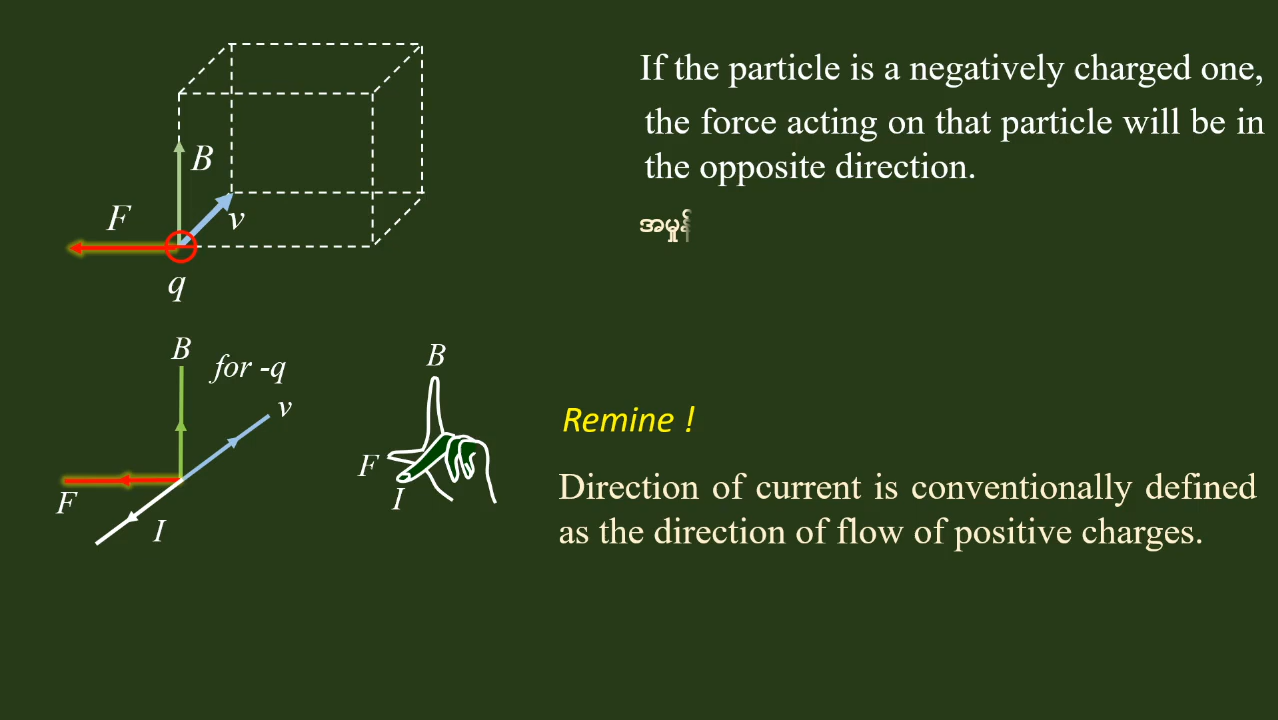 If the particle is a negatively charged one,
the force acting on that particle will be in
the opposite direction.
B
F
v
q
B
for -q
v
F
I
B
F
I
Remine !
Direction of current is conventionally defined
as the direction of flow of positive charges.